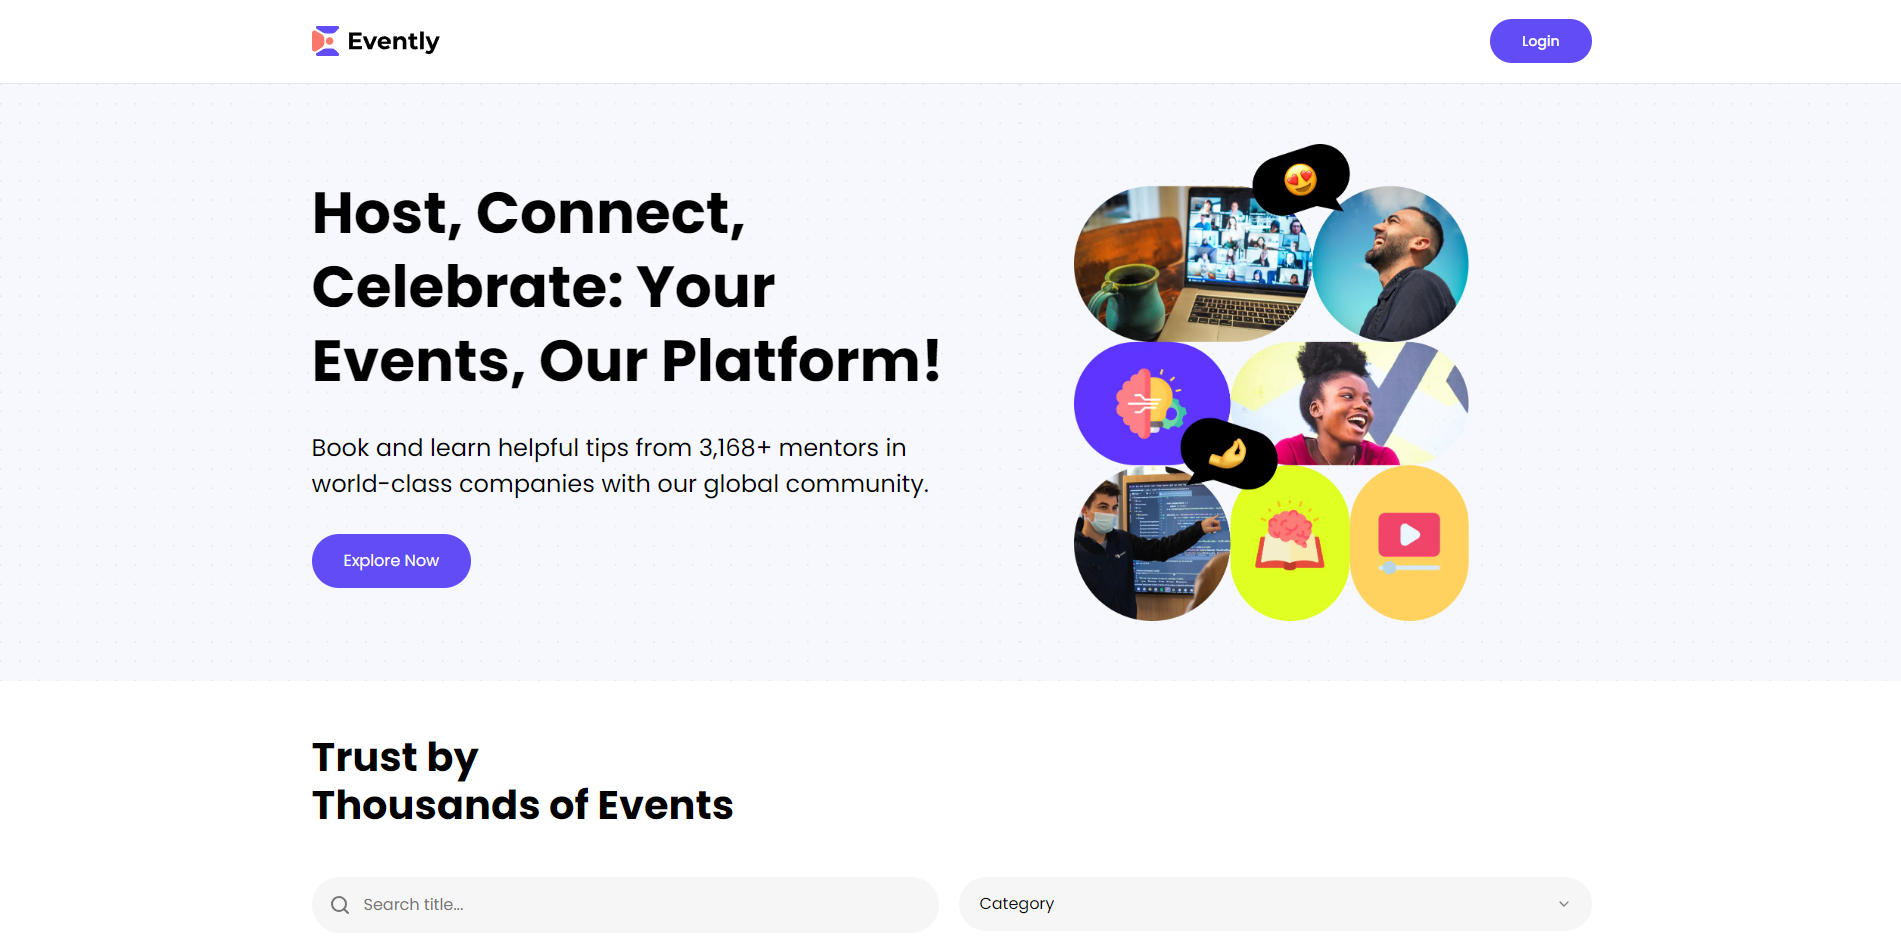 Evently
Login
Host, Connect,
Celebrate: Your
Events, Our Platform!
Book and learn helpful tips from 3,168+ mentors in
world-class companies with our global community.
Explore Now
Trust by
Thousands of Events
Search title...
Category